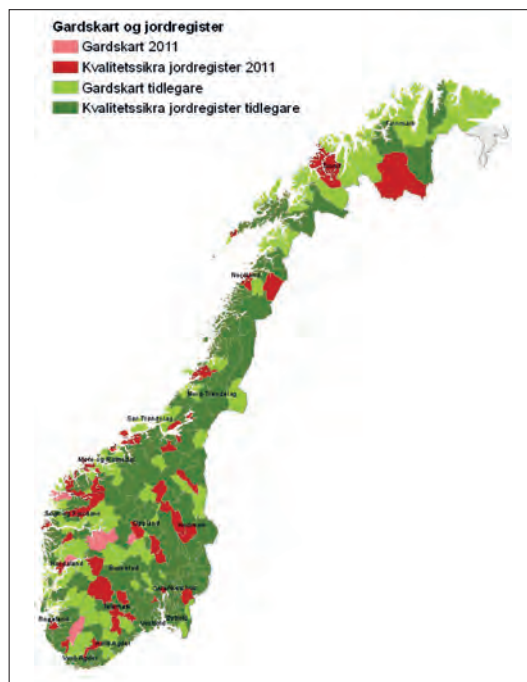 Gardskart og jordregister
Gardskart 2011
Kvalitetssikra jordregister 2011
Gardskart tidlegare
Kvalitetssikra jordregister tidlegare
Finnmark
Troms
Nordland
Nord-Trøndelag
Sør-Trøndelag
Møre og Romsdal
Sogn og Fjordane
Oppland
Hedmark
Hordaland
Buskerud
Telemark
Vestfold
Østfold
Rogaland
Aust-Agder
Vest-Agder